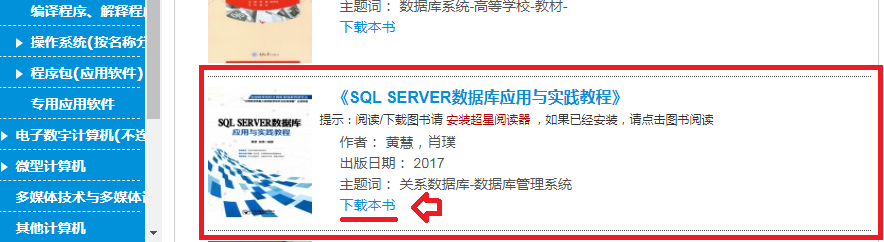 编译程序、解释程
操作系统(按名称分
程序包(应用软件)
专用应用软件
电子数字计算机(不连
微型计算机
多媒体技术与多媒体计
其他计算机
主题词： 数据库系统-高等学校-教材-
下载本书
SQL SERVER数据库
应用与实践教程
《SQL SERVER数据库应用与实践教程》
提示：阅读/下载图书请 安装超星阅读器 ，如果已经安装，请点击图书阅读
作者： 黄慧，肖璞
出版日期： 2017
主题词： 关系数据库-数据库管理系统
下载本书